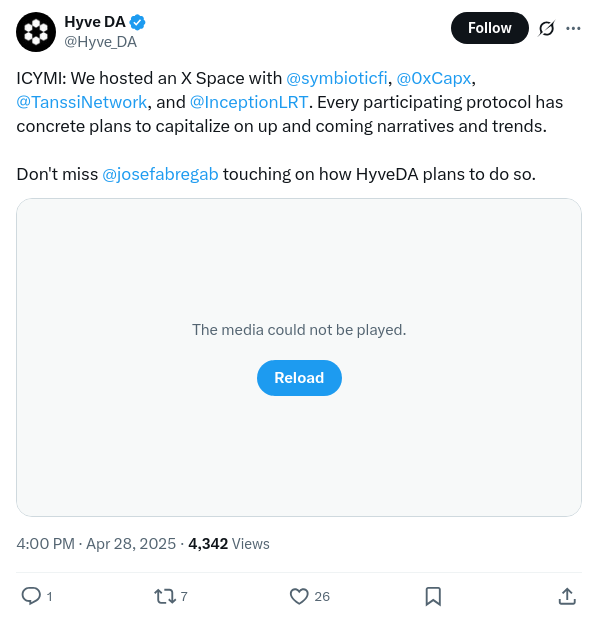 Hyve DA
@Hyve_DA
Follow
ICYMI: We hosted an X Space with @symbioticfi, @0xCapx,
@TanssiNetwork, and @InceptionLRT. Every participating protocol has
concrete plans to capitalize on up and coming narratives and trends.
Don't miss @josefabregab touching on how HyveDA plans to do so.
The media could not be played.
Reload
4:00 PM · Apr 28, 2025 · 4,342 Views
1 7 26